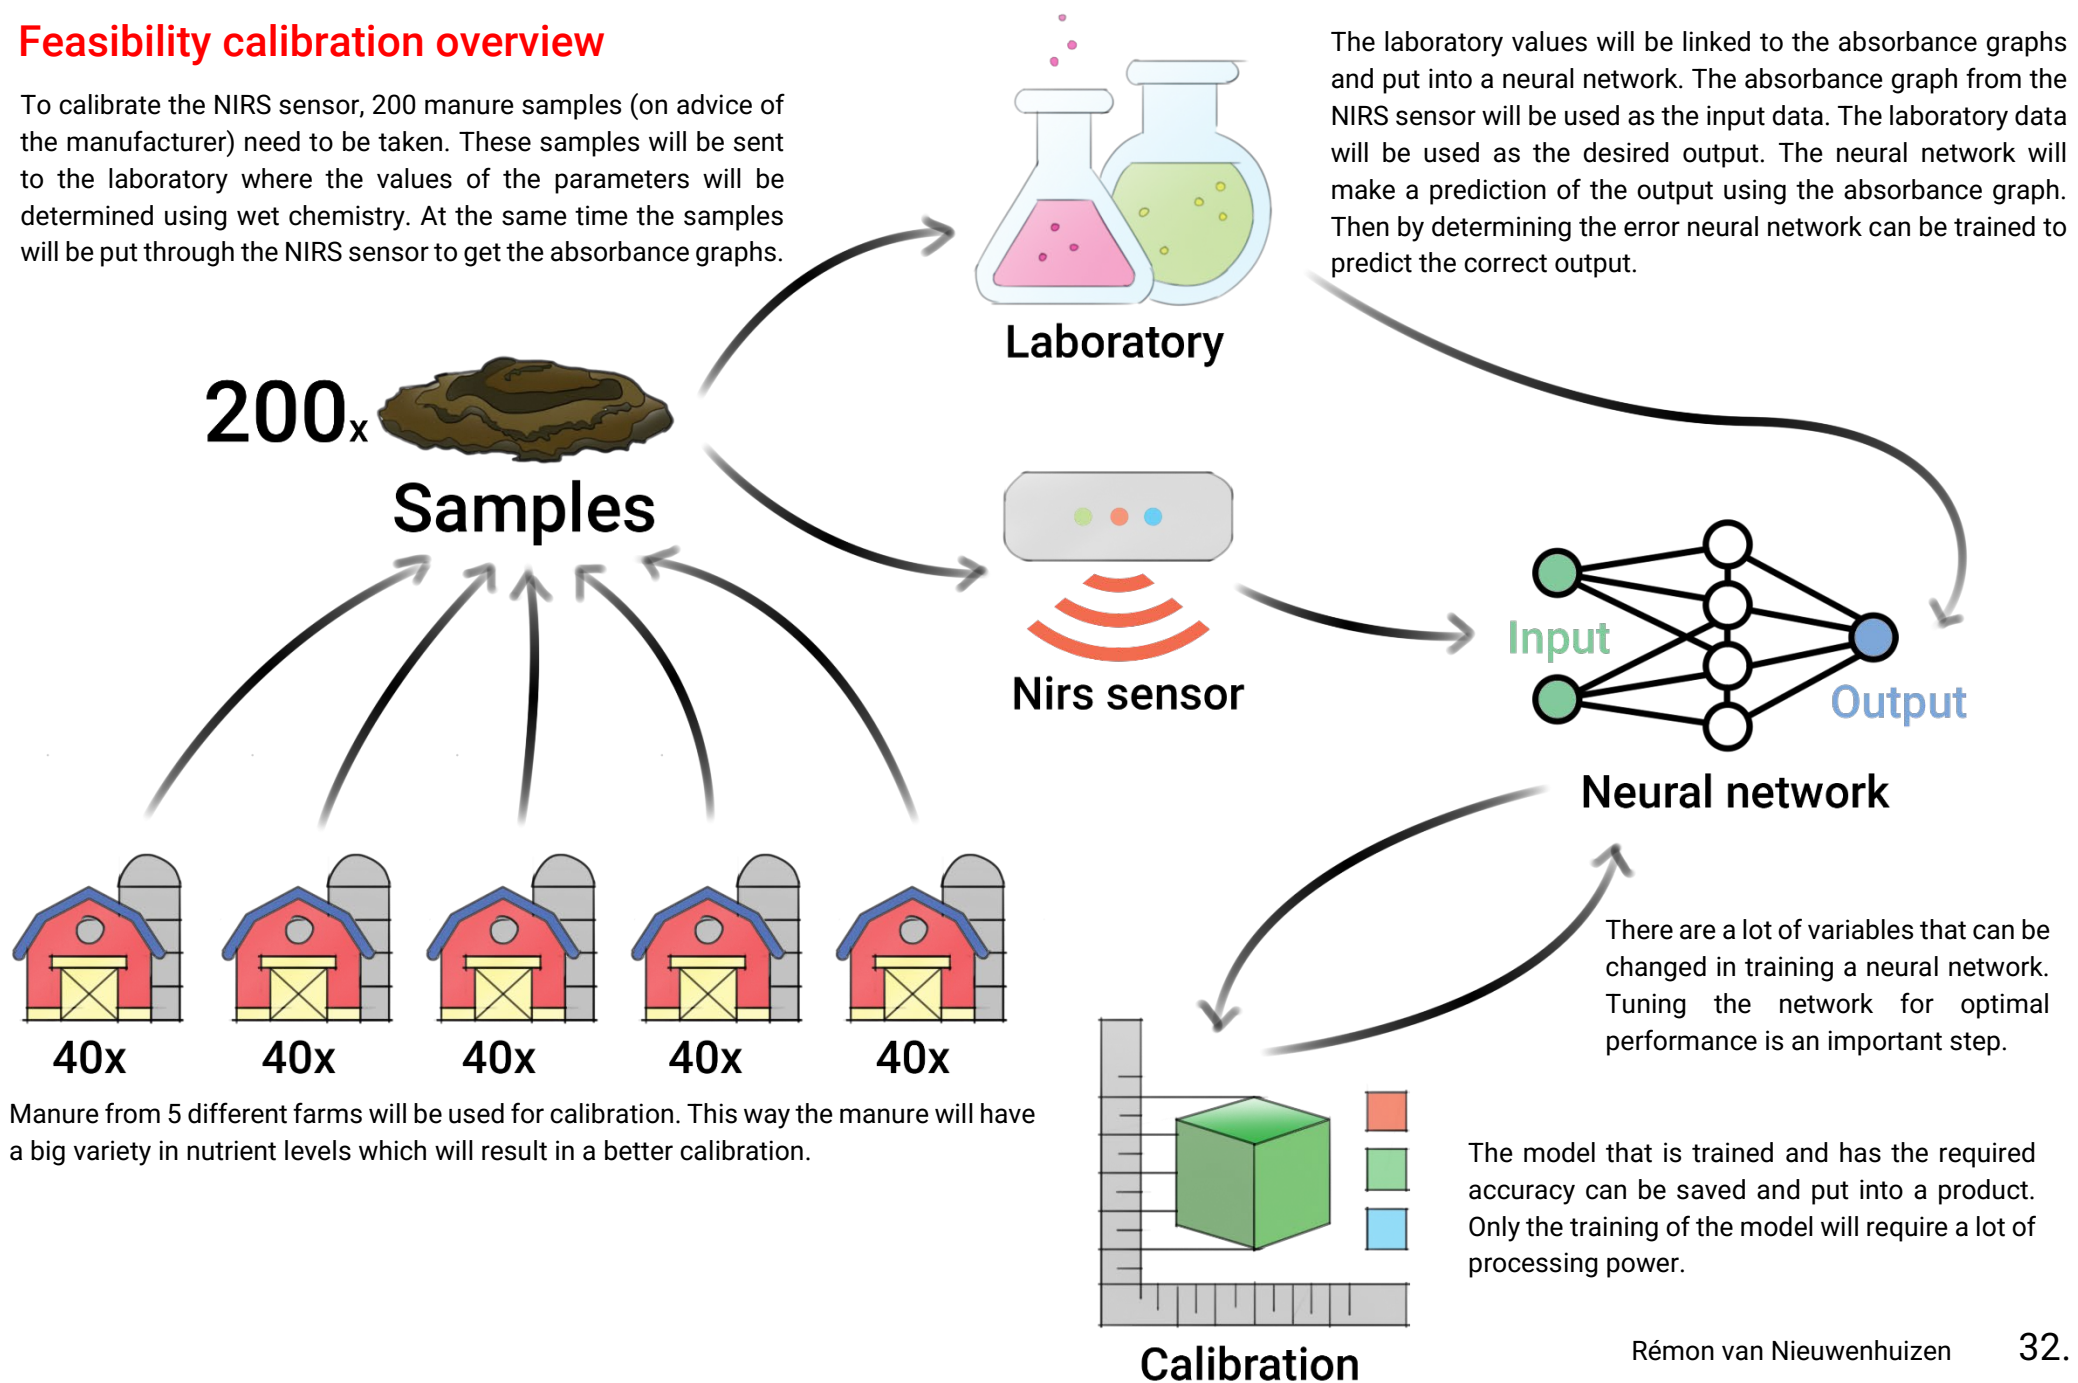 Feasibility calibration overview
To calibrate the NIRS sensor, 200 manure samples (on advice of
the manufacturer) need to be taken. These samples will be sent
to the laboratory where the values of the parameters will be
determined using wet chemistry. At the same time the samples
will be put through the NIRS sensor to get the absorbance graphs.
The laboratory values will be linked to the absorbance graphs
and put into a neural network. The absorbance graph from the
NIRS sensor will be used as the input data. The laboratory data
will be used as the desired output. The neural network will
make a prediction of the output using the absorbance graph.
Then by determining the error neural network can be trained to
predict the correct output.
Laboratory
200x
Samples
Nirs sensor
Input
Output
Neural network
40x
40x
40x
40x
40x
Manure from 5 different farms will be used for calibration. This way the manure will have
a big variety in nutrient levels which will result in a better calibration.
There are a lot of variables that can be
changed in training a neural network.
Tuning the network for optimal
performance is an important step.
The model that is trained and has the required
accuracy can be saved and put into a product.
Only the training of the model will require a lot of
processing power.
Calibration
Rémon van Nieuwenhuizen
32.